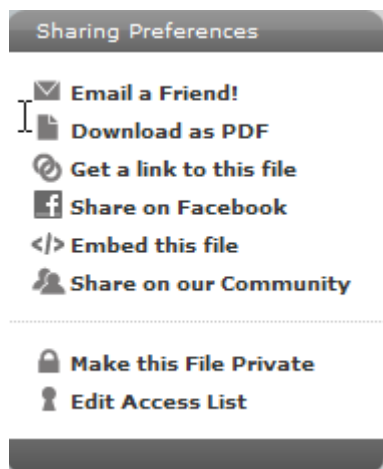 Sharing Preferences
Email a Friend!
Download as PDF
Get a link to this file
Share on Facebook
Embed this file
Share on our Community
Make this File Private
Edit Access List